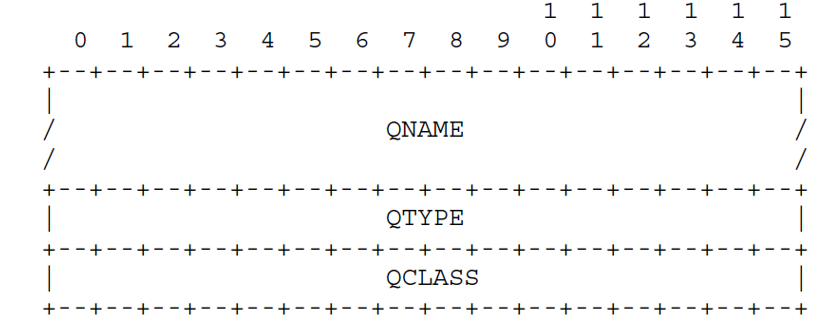 1  1  1  1  1  1
  0  1  2  3  4  5  6  7  8  9  0  1  2  3  4  5
+--+--+--+--+--+--+--+--+--+--+--+--+--+--+--+--+
|                                               |
/                     QNAME                     /
/                                               /
+--+--+--+--+--+--+--+--+--+--+--+--+--+--+--+--+
|                     QTYPE                     |
+--+--+--+--+--+--+--+--+--+--+--+--+--+--+--+--+
|                     QCLASS                    |
+--+--+--+--+--+--+--+--+--+--+--+--+--+--+--+--+